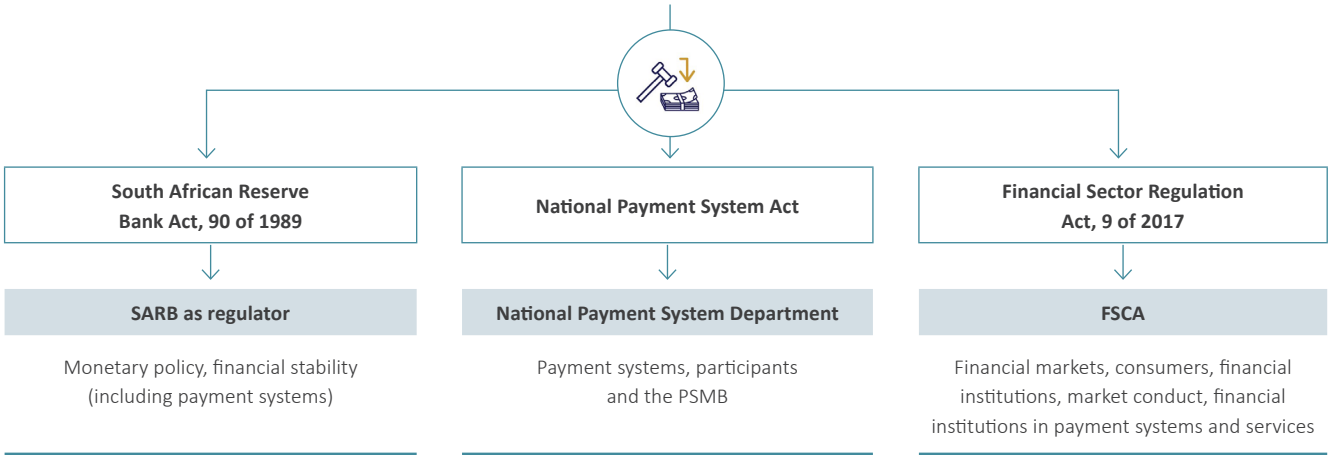 South African Reserve
Bank Act, 90 of 1989
National Payment System Act
Financial Sector Regulation
Act, 9 of 2017
SARB as regulator
National Payment System Department
FSCA
Monetary policy, financial stability
(including payment systems)
Payment systems, participants
and the PSMB
Financial markets, consumers, financial
institutions, market conduct, financial
institutions in payment systems and services